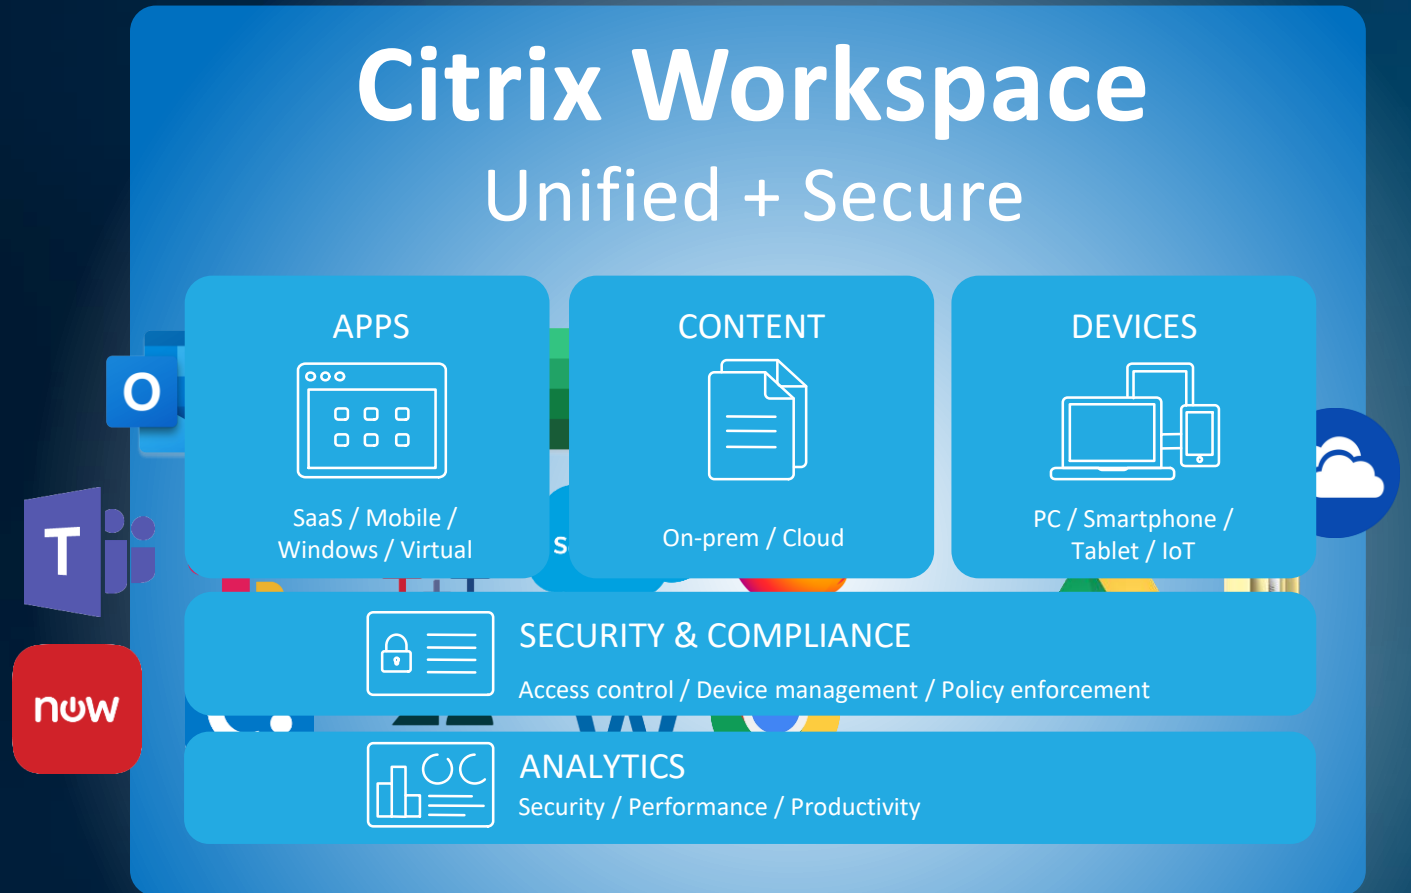 Citrix Workspace
Unified + Secure
APPS
CONTENT
DEVICES
O
SaaS / Mobile /
Windows / Virtual
On-prem / Cloud
PC / Smartphone /
Tablet / IoT
T
SECURITY & COMPLIANCE
Access control / Device management / Policy enforcement
now
ANALYTICS
Security / Performance / Productivity